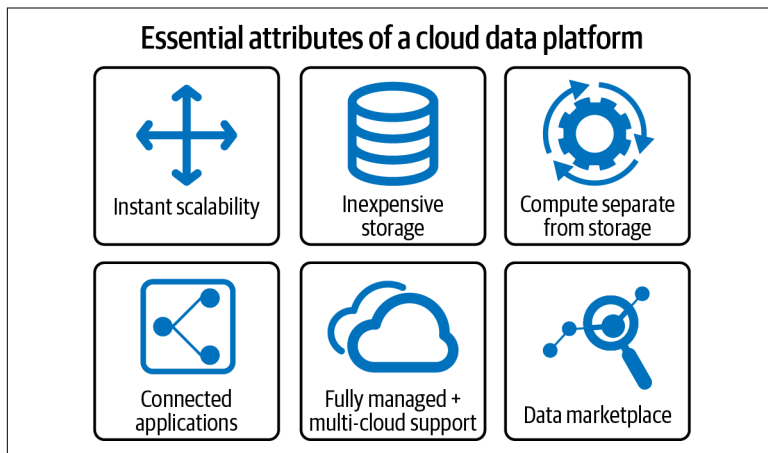 Essential attributes of a cloud data platform
Instant scalability
Inexpensive
storage
Compute separate
from storage
Connected
applications
Fully managed +
multi-cloud support
Data marketplace